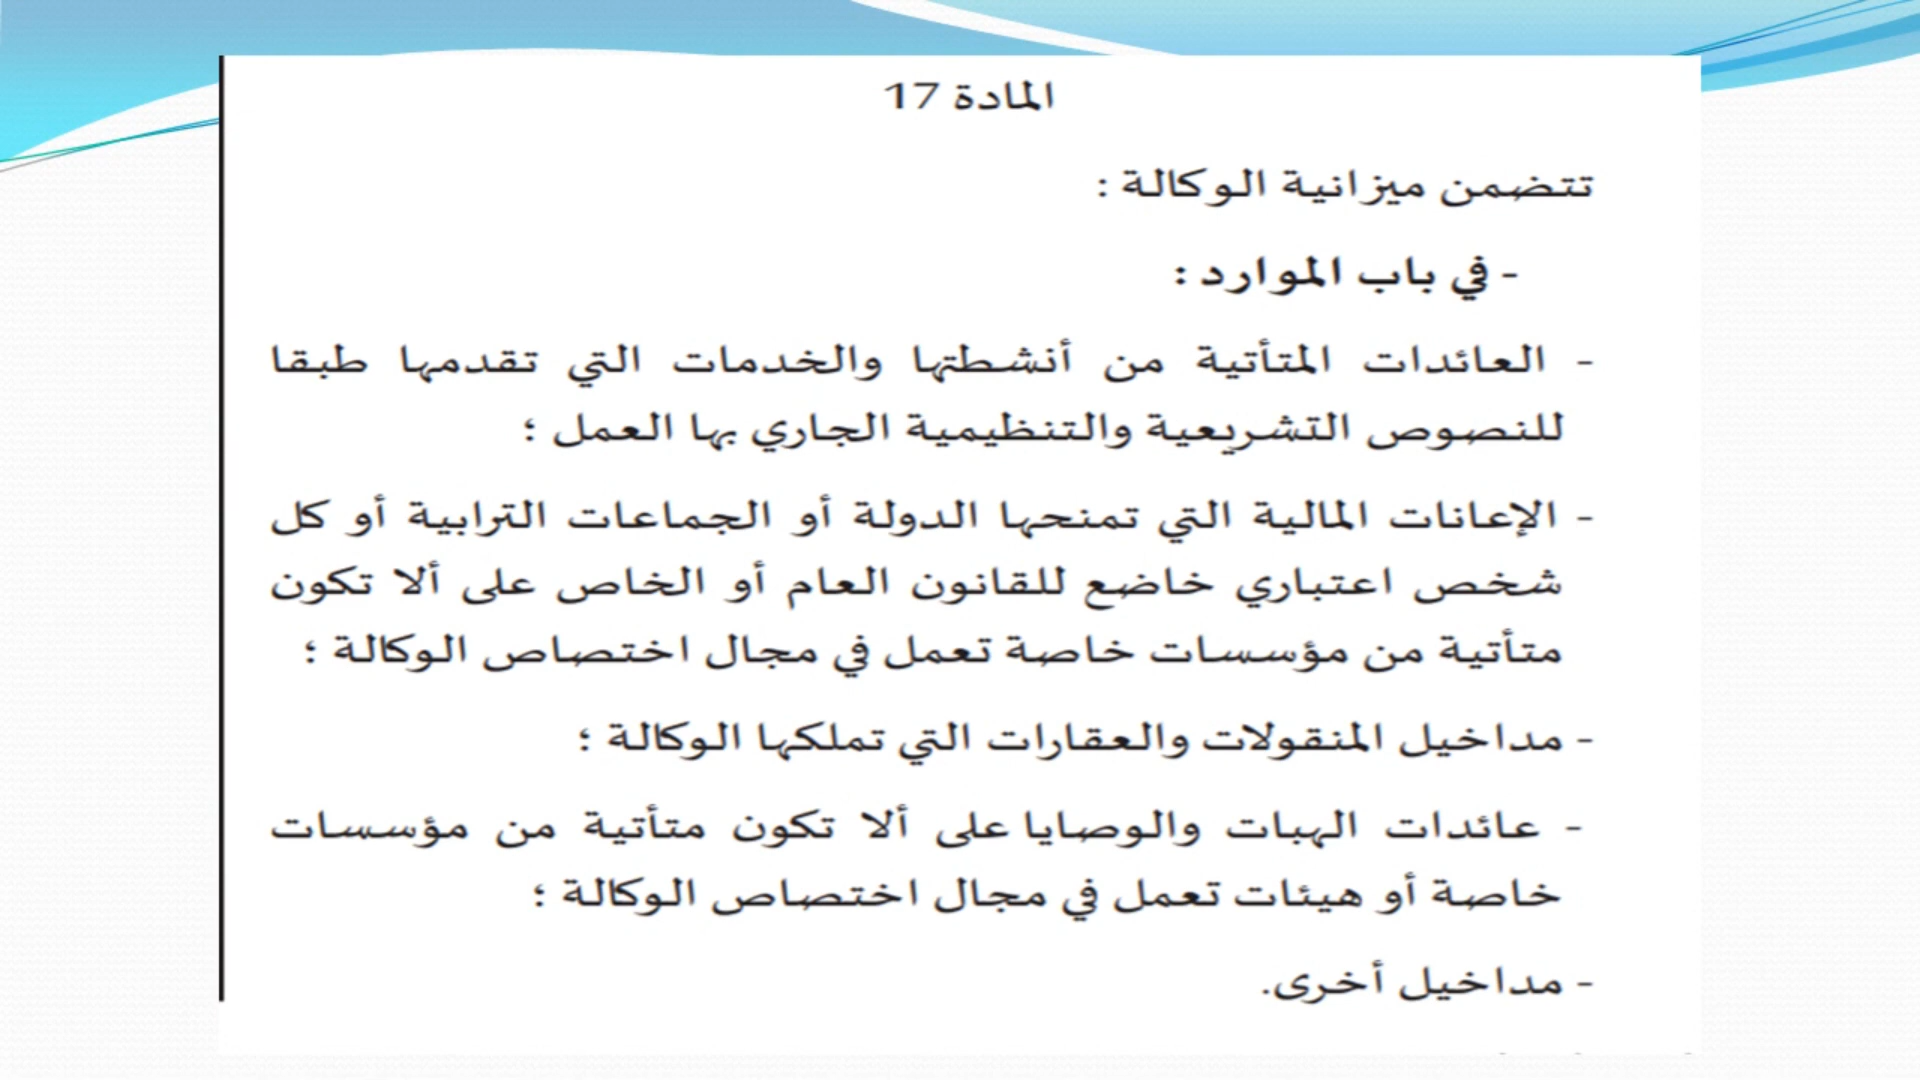 المادة 17
تتضمن ميزانية الوكالة :
- في باب الموارد :
- العائدات المتأتية من أنشطتها والخدمات التي تقدمها طبقا
للنصوص التشريعية والتنظيمية الجاري بها العمل ؛
- الإعانات المالية التي تمنحها الدولة أو الجماعات الترابية أو كل
شخص اعتباري خاضع للقانون العام أو الخاص على ألا تكون
متأتية من مؤسسات خاصة تعمل في مجال اختصاص الوكالة ؛
- مداخيل المنقولات والعقارات التي تملكها الوكالة ؛
- عائدات الهبات والوصايا على ألا تكون متأتية من مؤسسات
خاصة أو هيئات تعمل في مجال اختصاص الوكالة ؛
- مداخيل أخرى.